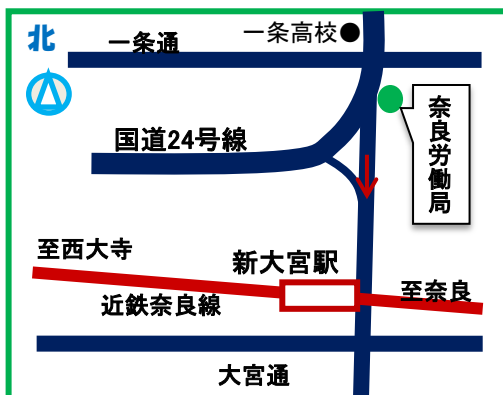 北
一条高校●
一条通
奈良労働局
国道24号線
至西大寺
新大宮駅
至奈良
近鉄奈良線
大宮通